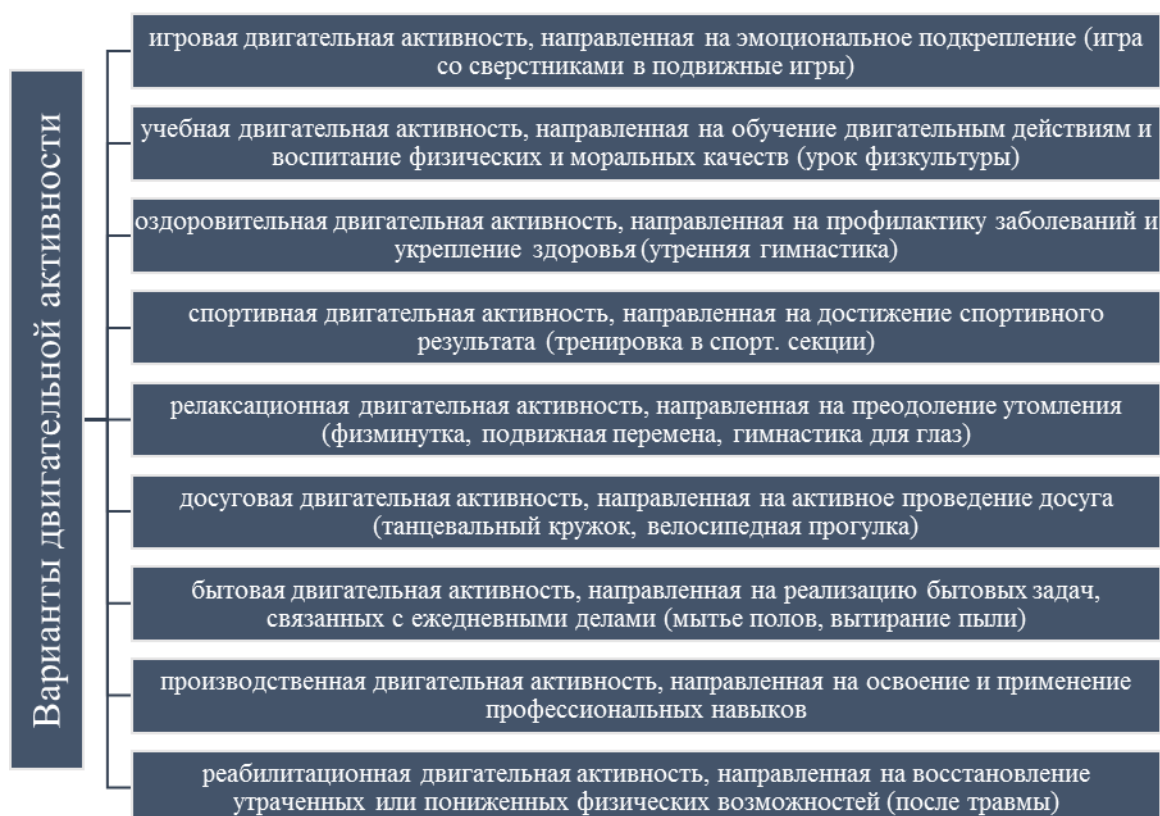 Варианты двигательной активности
игровая двигательная активность, направленная на эмоциональное подкрепление (игра
со сверстниками в подвижные игры)
учебная двигательная активность, направленная на обучение двигательным действиям и
воспитание физических и моральных качеств (урок физкультуры)
оздоровительная двигательная активность, направленная на профилактику заболеваний и
укрепление здоровья (утренняя гимнастика)
спортивная двигательная активность, направленная на достижение спортивного
результата (тренировка в спорт. секции)
релаксационная двигательная активность, направленная на преодоление утомления
(физминутка, подвижная перемена, гимнастика для глаз)
досуговая двигательная активность, направленная на активное проведение досуга
(танцевальный кружок, велосипедная прогулка)
бытовая двигательная активность, направленная на реализацию бытовых задач,
связанных с ежедневными делами (мытье полов, вытирание пыли)
производственная двигательная активность, направленная на освоение и применение
профессиональных навыков
реабилитационная двигательная активность, направленная на восстановление
утраченных или пониженных физических возможностей (после травмы)